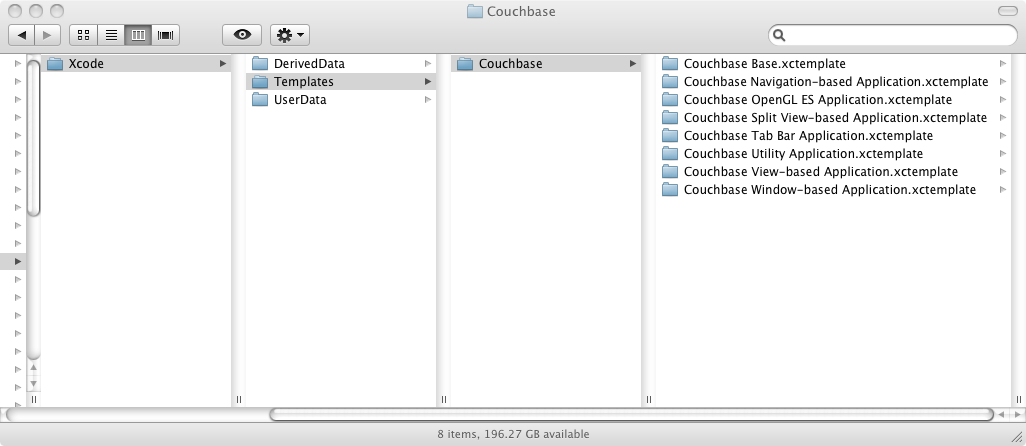 Couchbase
Xcode
DerivedData
Templates
UserData
Couchbase
Couchbase Base.xctemplate
Couchbase Navigation-based Application.xctemplate
Couchbase OpenGL ES Application.xctemplate
Couchbase Split View-based Application.xctemplate
Couchbase Tab Bar Application.xctemplate
Couchbase Utility Application.xctemplate
Couchbase View-based Application.xctemplate
Couchbase Window-based Application.xctemplate
8 items, 196.27 GB available